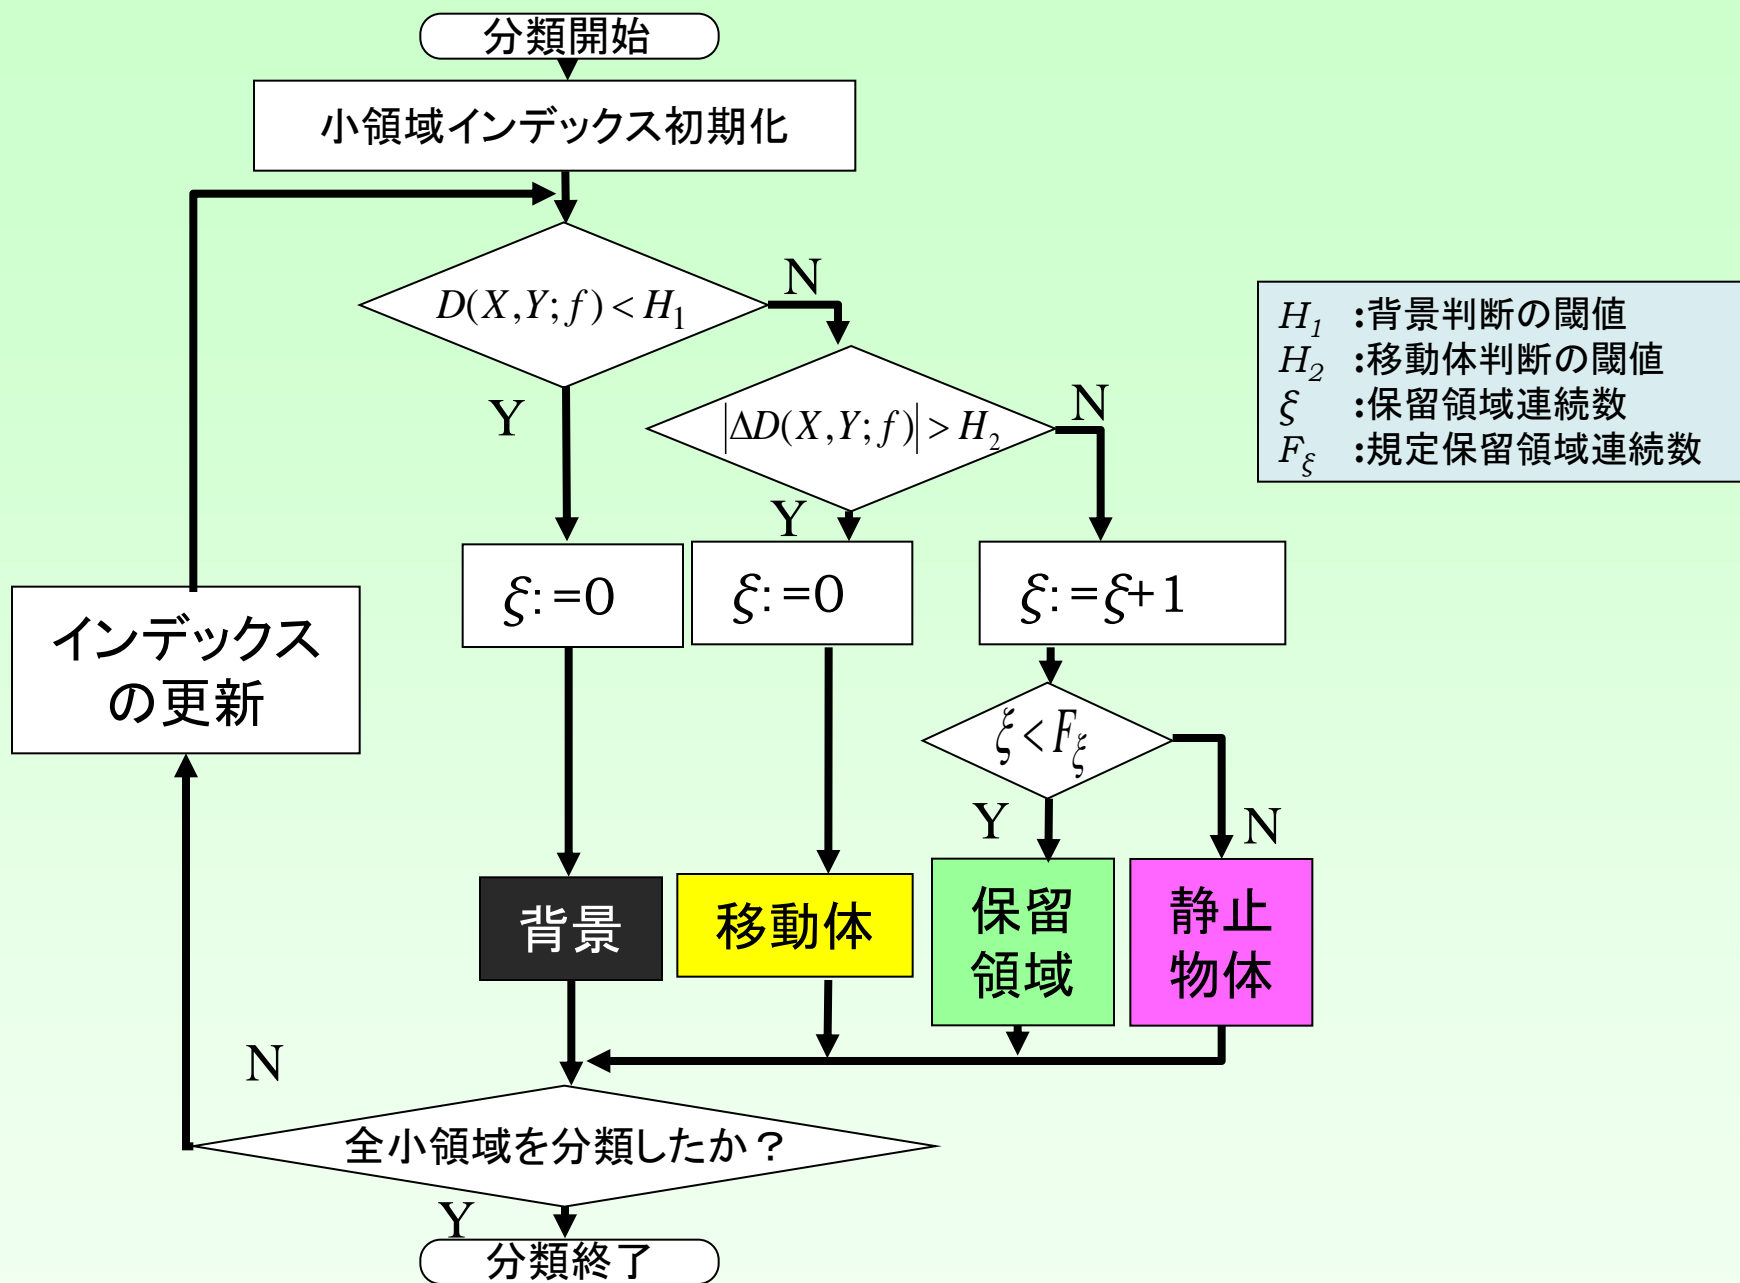 分類開始
小領域インデックス初期化
D(X,Y;f)<H₁
N
Y
|ΔD(X,Y;f)|>H₂
N
Y
H₁ :背景判断の閾値
H₂ :移動体判断の閾値
ξ :保留領域連続数
F_ξ :規定保留領域連続数
ξ:=0
ξ:=0
ξ:=ξ+1
インデックス
の更新
ξ<F_ξ
Y
N
背景
移動体
保留
領域
静止
物体
N
全小領域を分類したか？
Y
分類終了